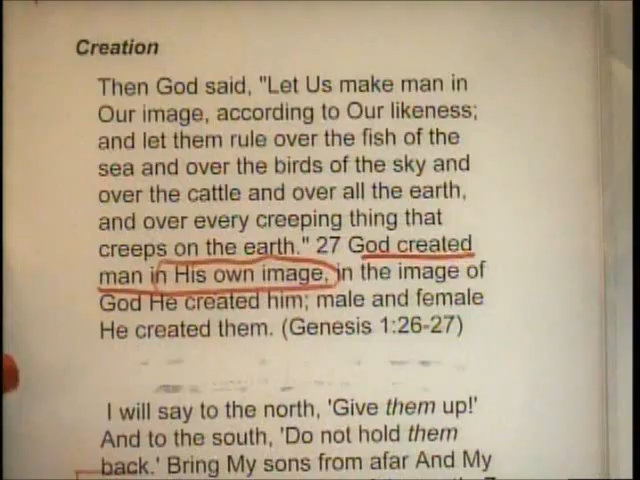 Creation
Then God said, "Let Us make man in
Our image, according to Our likeness;
and let them rule over the fish of the
sea and over the birds of the sky and
over the cattle and over all the earth,
and over every creeping thing that
creeps on the earth." 27 God created
man in His own image, in the image of
God He created him; male and female
He created them. (Genesis 1:26-27)
I will say to the north, 'Give them up!'
And to the south, 'Do not hold them
back.' Bring My sons from afar And My